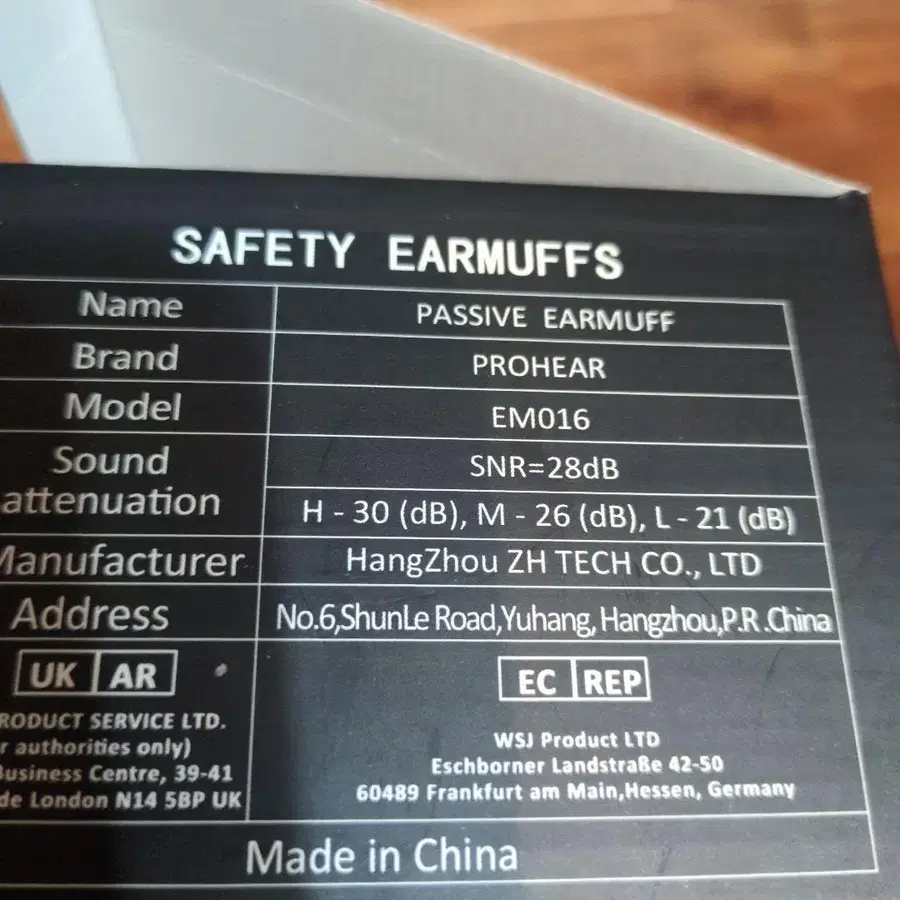 SAFETY EARMUFFS
Name PASSIVE EARMUFF
Brand PROHEAR
Model EM016
Sound attenuation
SNR=28dB
H - 30 (dB), M - 26 (dB), L - 21 (dB)
Manufacturer HangZhou ZH TECH CO., LTD
Address No.6,ShunLe Road,Yuhang, Hangzhou,P.R.China
UK AR
PRODUCT SERVICE LTD.
authorities only)
Business Centre, 39-41
London N14 5BP UK
EC REP
WSJ Product LTD
Eschborner Landstraße 42-50
60489 Frankfurt am Main,Hessen, Germany
Made in China